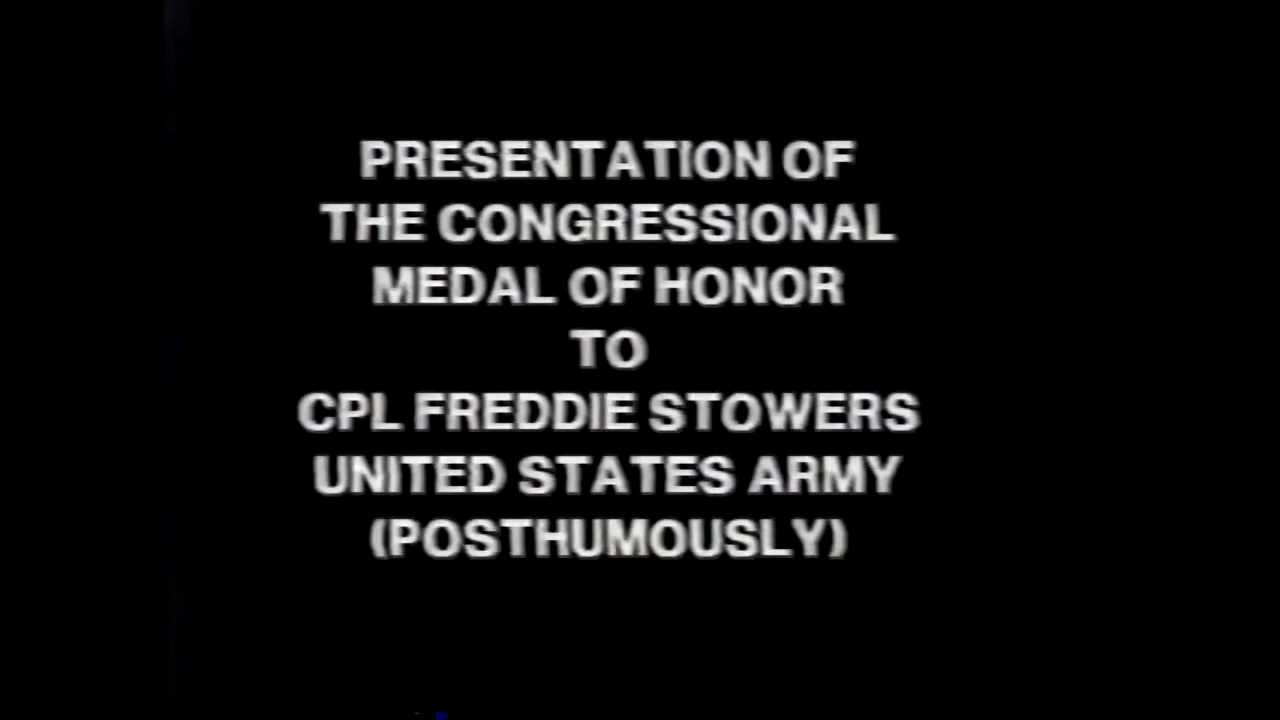 PRESENTATION OF
THE CONGRESSIONAL
MEDAL OF HONOR
TO
CPL FREDDIE STOWERS
UNITED STATES ARMY
(POSTHUMOUSLY)